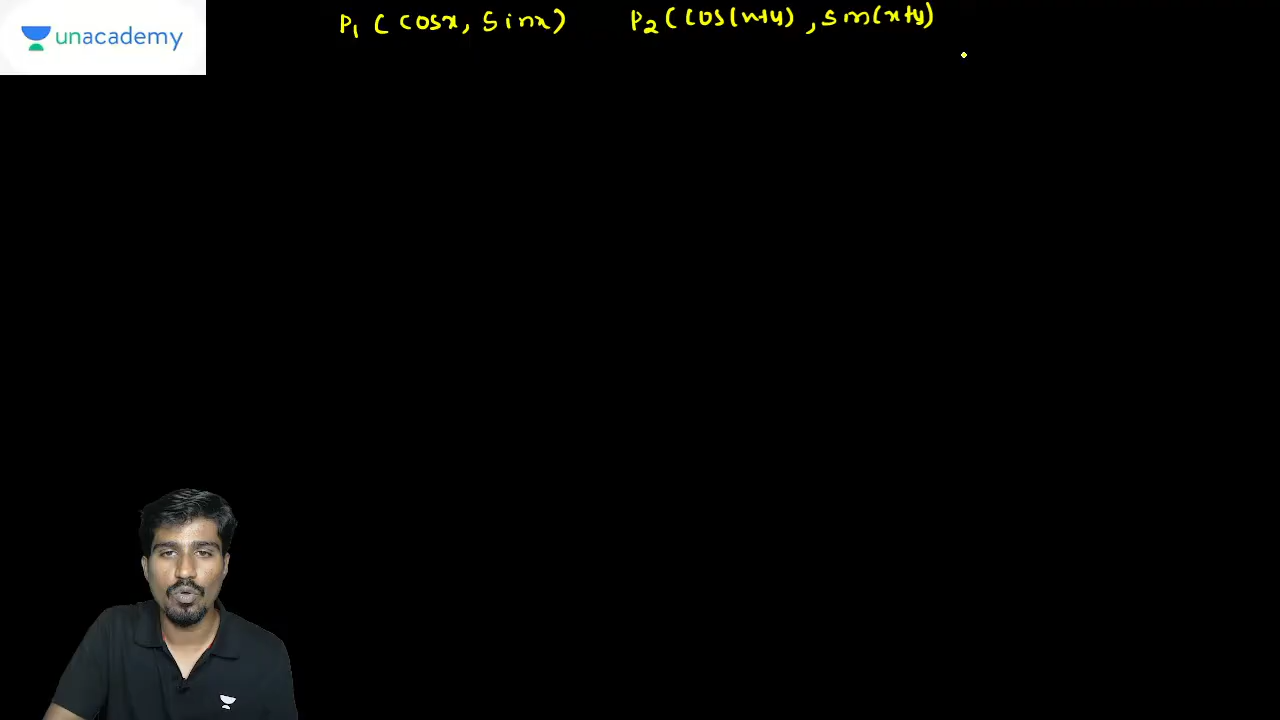 unacademy
P₁ ( cosx, Sinx) P₂ ( cos(x+y) , sin(x+y)